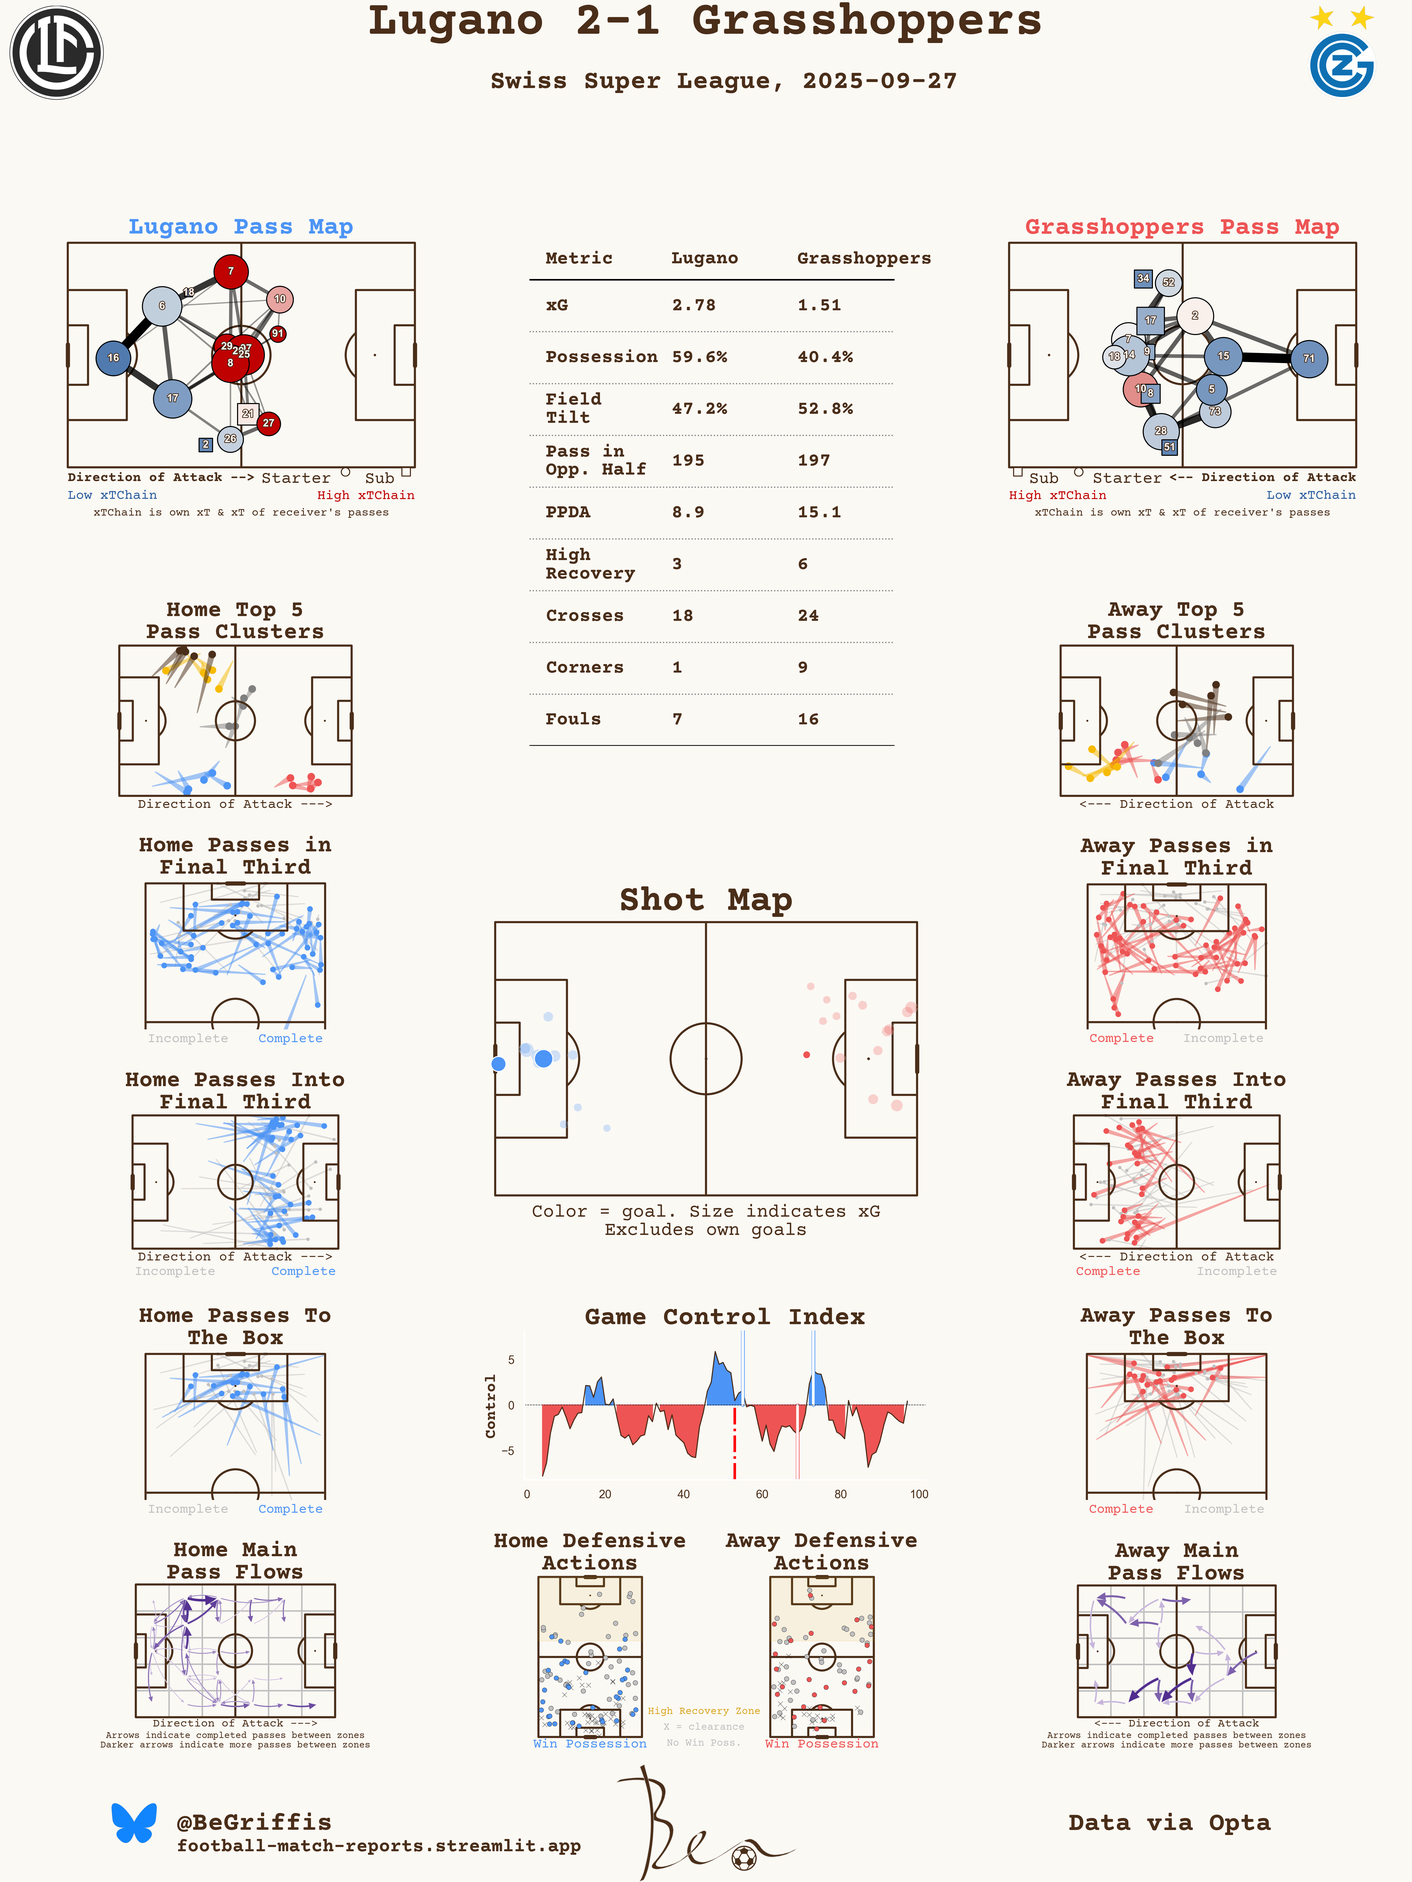 Lugano 2-1 Grasshoppers
Swiss Super League, 2025-09-27
Lugano Pass Map
7
18
6
10
91
29
29
97
25
8
16
17
21
27
26
2
Direction of Attack --> Starter Sub
Low xTChain High xTChain
xTChain is own xT & xT of receiver's passes
Metric Lugano Grasshoppers
xG 2.78 1.51
Possession 59.6% 40.4%
Field
Tilt 47.2% 52.8%
Pass in
Opp. Half 195 197
PPDA 8.9 15.1
High
Recovery 3 6
Crosses 18 24
Corners 1 9
Fouls 7 16
Grasshoppers Pass Map
34
52
17
2
7
9
18
14
15
71
10
8
5
73
28
51
Sub Starter <-- Direction of Attack
High xTChain Low xTChain
xTChain is own xT & xT of receiver's passes
Home Top 5
Pass Clusters
Direction of Attack --->
Away Top 5
Pass Clusters
<--- Direction of Attack
Home Passes in
Final Third
Incomplete Complete
Away Passes in
Final Third
Complete Incomplete
Shot Map
Color = goal. Size indicates xG
Excludes own goals
Home Passes Into
Final Third
Direction of Attack --->
Incomplete Complete
Away Passes Into
Final Third
<--- Direction of Attack
Complete Incomplete
Home Passes To
The Box
Incomplete Complete
Game Control Index
Control
5
0
−5
0 20 40 60 80 100
Away Passes To
The Box
Complete Incomplete
Home Main
Pass Flows
Direction of Attack --->
Arrows indicate completed passes between zones
Darker arrows indicate more passes between zones
Home Defensive
Actions
Win Possession
Away Defensive
Actions
Win Possession
High Recovery Zone
X = clearance
No Win Poss.
Away Main
Pass Flows
<--- Direction of Attack
Arrows indicate completed passes between zones
Darker arrows indicate more passes between zones
@BeGriffis
football-match-reports.streamlit.app
Ben
Data via Opta